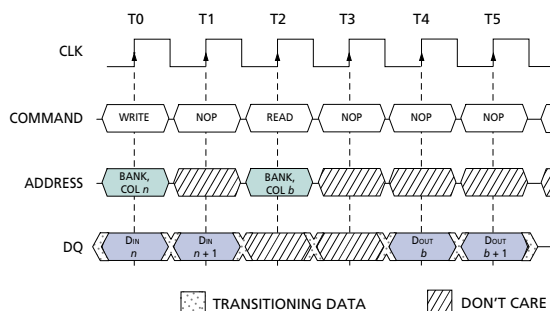 T0 T1 T2 T3 T4 T5
CLK
COMMAND WRITE NOP READ NOP NOP NOP
ADDRESS BANK, COL n BANK, COL b
DQ DIN n DIN n + 1 DOUT b DOUT b + 1
TRANSITIONING DATA DON'T CARE